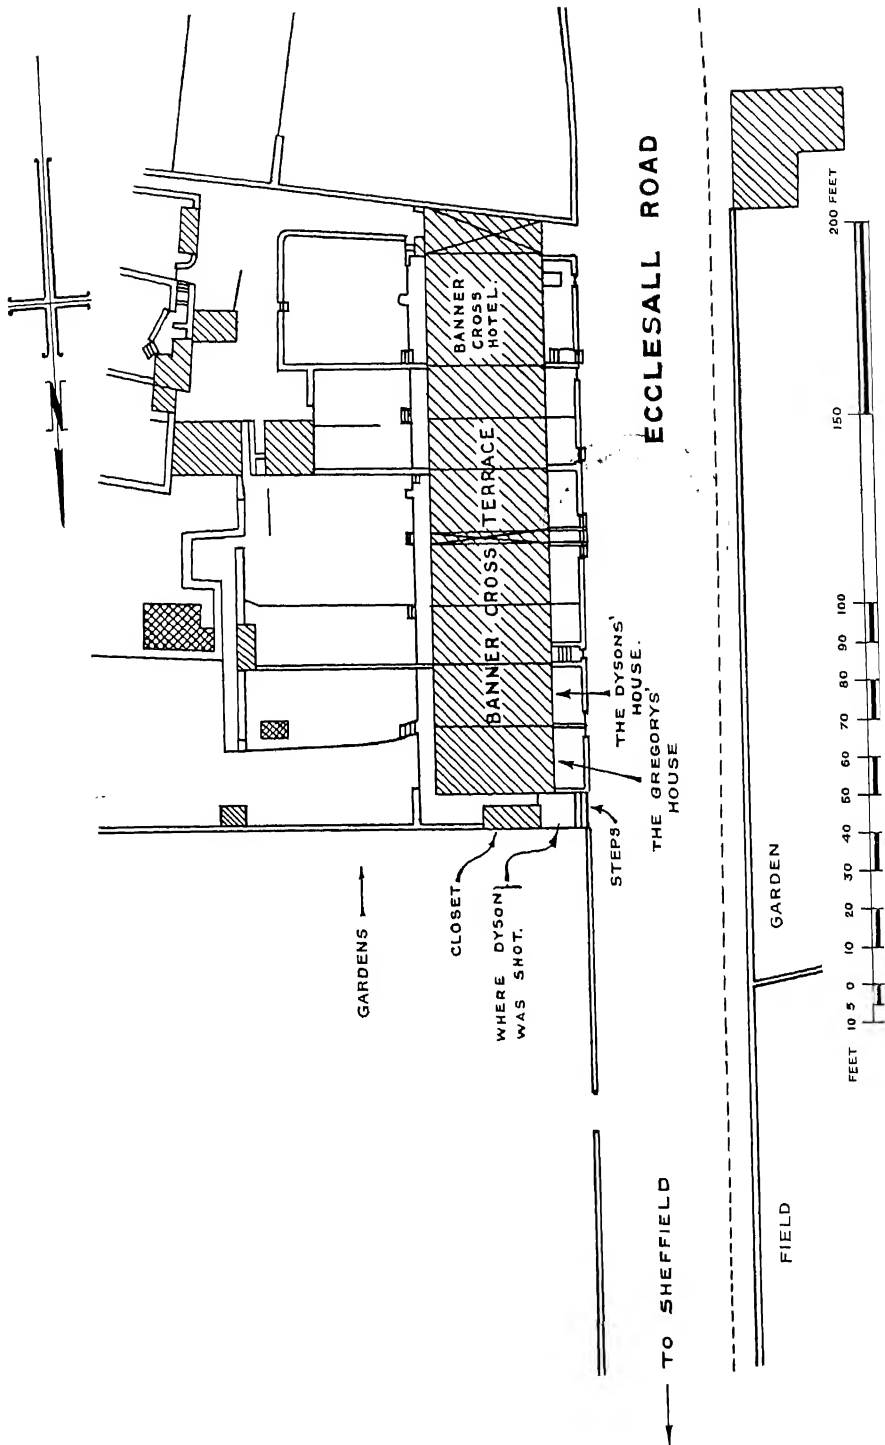 GARDENS
CLOSET
WHERE DYSON
WAS SHOT.
STEPS
THE GREGORYS'
HOUSE
THE DYSONS'
HOUSE.
BANNER CROSS TERRACE
BANNER
CROSS
HOTEL.
ECCLESALL ROAD
TO SHEFFIELD
FIELD
GARDEN
FEET
10 5 0 10 20 30 40 50 60 70 80 90 100 150 200 FEET